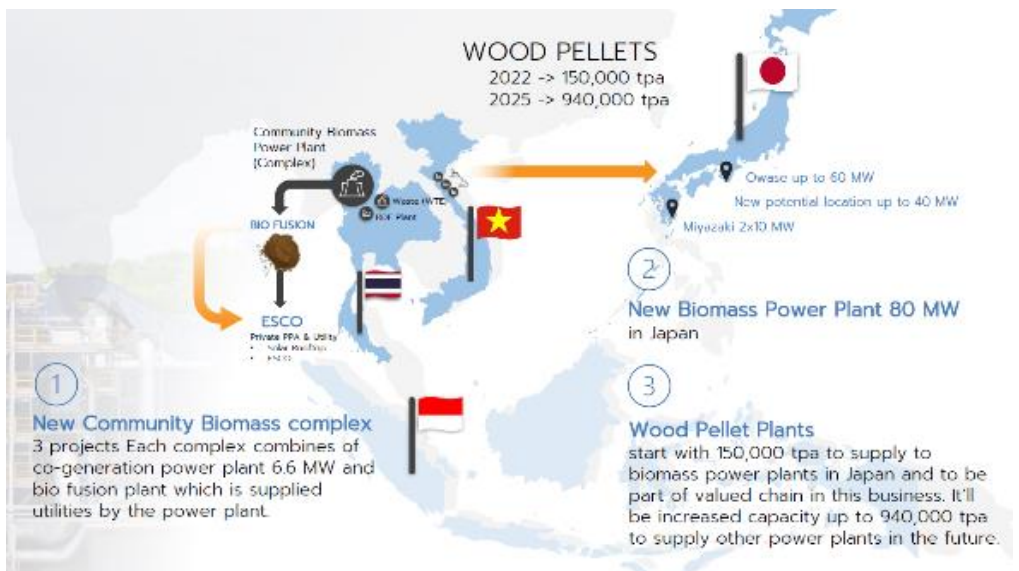 WOOD PELLETS
2022 -> 150,000 tpa
2025 -> 940,000 tpa
Community Biomass
Power Plant
(Complex)
Waste (WTE)
RDF Plant
BIO FUSION
ESCO
Private PPA & Utility
• Solar Rooftop
• ESCO
Owase up to 60 MW
New potential location up to 40 MW
Miyazaki 2x10 MW
1
New Community Biomass complex
3 projects Each complex combines of
co-generation power plant 6.6 MW and
bio fusion plant which is supplied
utilities by the power plant.
2
New Biomass Power Plant 80 MW
in Japan
3
Wood Pellet Plants
start with 150,000 tpa to supply to
biomass power plants in Japan and to be
part of valued chain in this business. It'll
be increased capacity up to 940,000 tpa
to supply other power plants in the future.